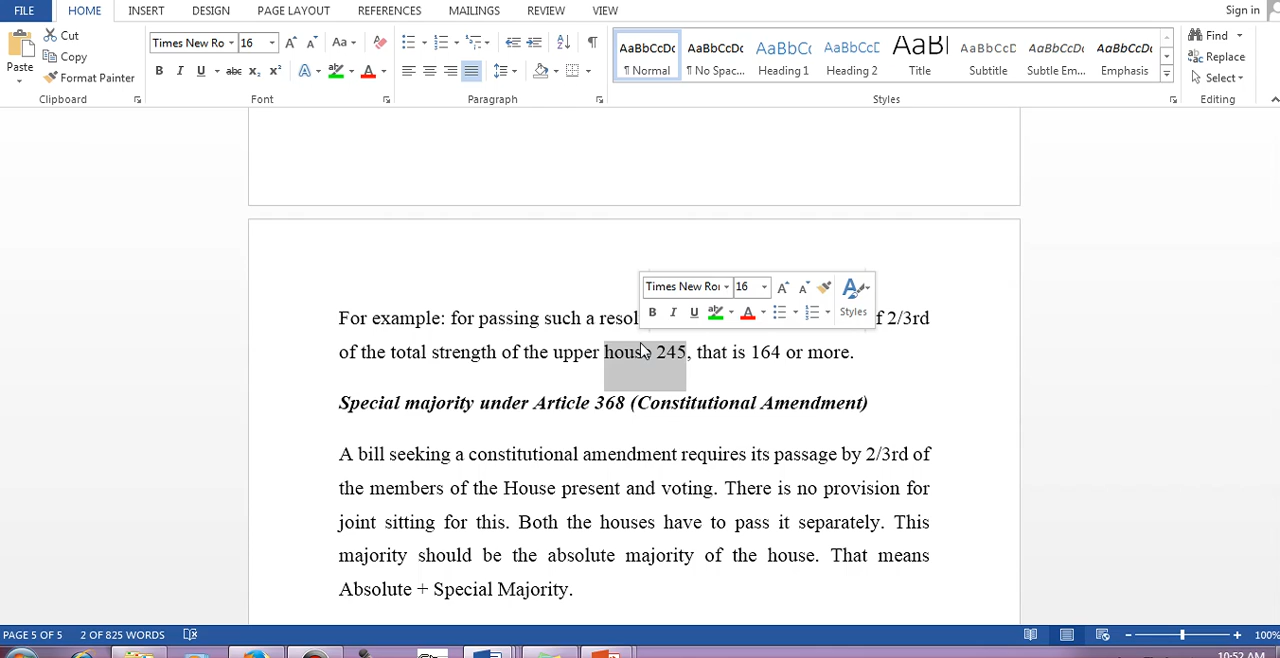 FILE HOME INSERT DESIGN PAGE LAYOUT REFERENCES MAILINGS REVIEW VIEW Sign in
Paste Cut Copy Format Painter
Clipboard
Times New Ro 16 Aa
B I U abc x₂ x² A A
Font
Paragraph
AaBbCcDc AaBbCcDc AaBbCc AaBbCcD AaB AaBbCcD AaBbCcDc AaBbCcDc
¶ Normal ¶ No Spac... Heading 1 Heading 2 Title Subtitle Subtle Em... Emphasis
Styles
Find
Replace
Select
Editing
Times New Roi 16
B I U A Styles
For example: for passing such a resol f 2/3rd
of the total strength of the upper house 245, that is 164 or more.
Special majority under Article 368 (Constitutional Amendment)
A bill seeking a constitutional amendment requires its passage by 2/3rd of
the members of the House present and voting. There is no provision for
joint sitting for this. Both the houses have to pass it separately. This
majority should be the absolute majority of the house. That means
Absolute + Special Majority.
PAGE 5 OF 5 2 OF 825 WORDS 100%
10:52 AM